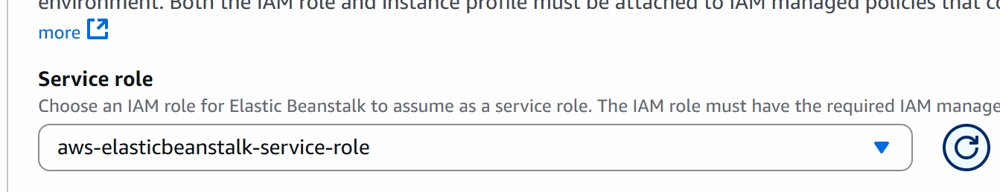 environment. Both the IAM role and instance profile must be attached to IAM managed policies that
more
Service role
Choose an IAM role for Elastic Beanstalk to assume as a service role. The IAM role must have the required IAM
aws-elasticbeanstalk-service-role